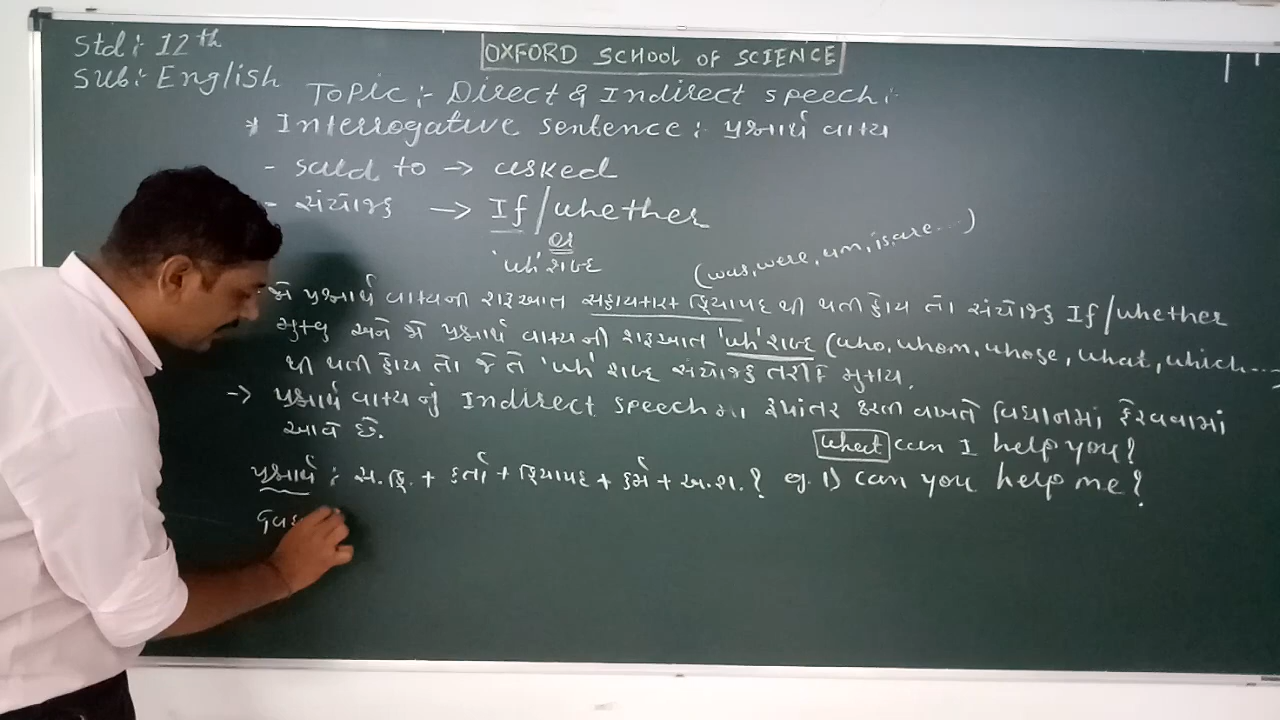 Std: 12th
OXFORD SCHOOL OF SCIENCE
Sub: English
Topic:- Direct & Indirect speech:-
* Interrogative sentence: પ્રશ્નાર્થ વાક્ય
- said to → asked
- સંયોજક → If/whether
or
'wh' શબ્દ
(was, were, am, is, are...)
જો પ્રશ્નાર્થ વાક્યની શરૂઆત સહાયકારક ક્રિયાપદ થી થતી હોય તો સંયોજક If/whether
મુકવુ અને જો પ્રશ્નાર્થ વાક્ય ની શરૂઆત 'wh' શબ્દ (who, whom, whose, what, which...)
થી થતી હોય તો જે તે 'wh' શબ્દ સંયોજક તરીકે મુકાય.
→ પ્રશ્નાર્થ વાક્ય નું Indirect speech મા રૂપાંતર કરતી વખતે વિધાનમાં ફેરવવામાં
આવે છે.
what can I help you?
પ્રશ્નાર્થ : સ.ક્રિ. + કર્તા + ક્રિયાપદ + કર્મ + અ.શ.? eg. 1) can you help me?